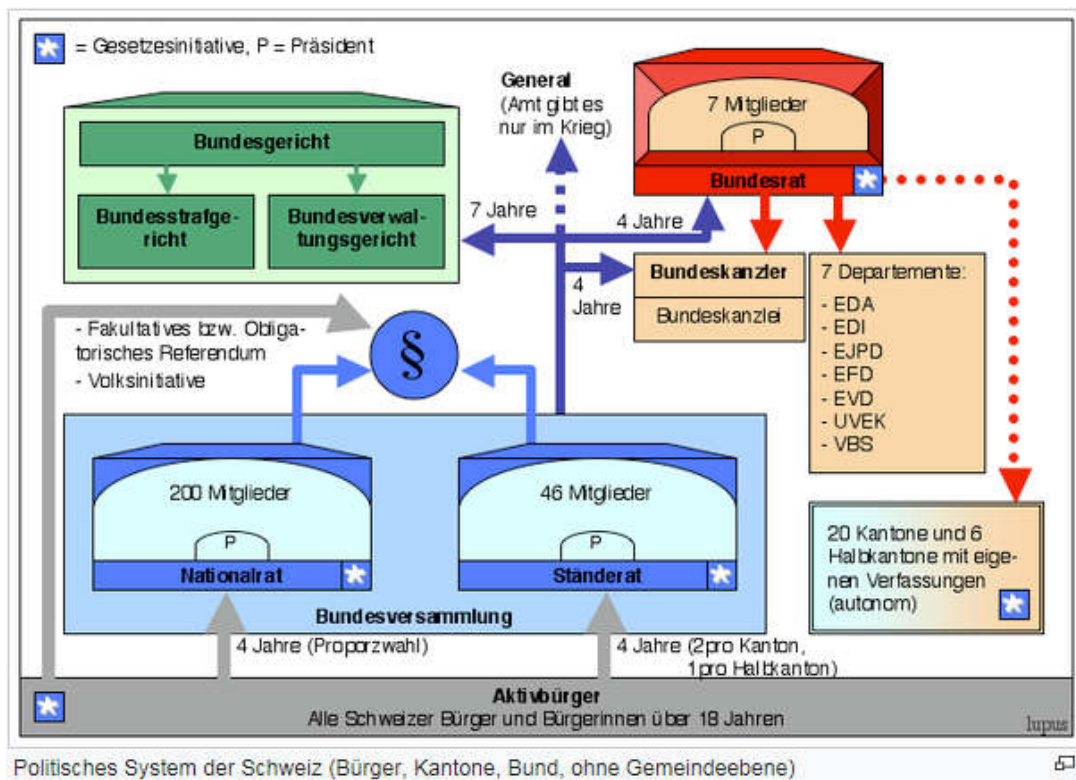 = Gesetzesinitiative, P = Präsident
General
(Amt gibt es
nur im Krieg)
7 Mitglieder
P
Bundesrat
Bundesgericht
Bundesstrafge-
richt
Bundesverwal-
tungsgericht
7 Jahre
4 Jahre
4
Jahre
Bundeskanzler
Bundeskanzlei
7 Departemente:
- EDA
- EDI
- EJPD
- EFD
- EVD
- UVEK
- VBS
- Fakultatives bzw. Obliga-
torisches Referendum
- Volksinitiative
§
200 Mitglieder
P
Nationalrat
46 Mitglieder
P
Ständerat
Bundesversammlung
20 Kantone und 6
Halbkantone mit eige-
nen Verfassungen
(autonom)
4 Jahre (Proporzwahl)
4 Jahre (2pro Kanton,
1pro Halbkanton)
Aktivbürger
Alle Schweizer Bürger und Bürgerinnen über 18 Jahren
lupus
Politisches System der Schweiz (Bürger, Kantone, Bund, ohne Gemeindeebene)